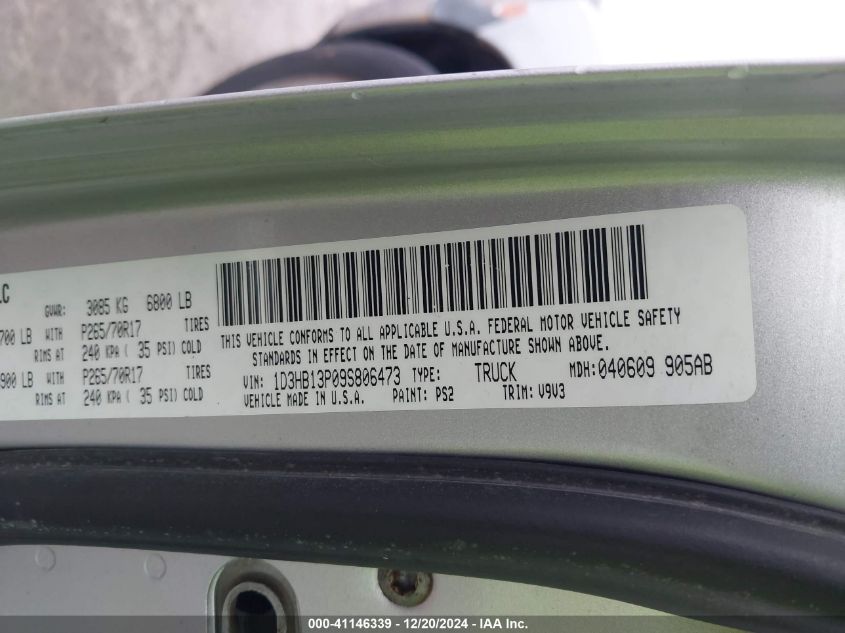 LC
GVWR: 3085 KG 6800 LB
700 LB WITH P265/70R17 TIRES
RIMS AT 240 KPA ( 35 PSI) COLD
900 LB WITH P265/70R17 TIRES
RIMS AT 240 KPA ( 35 PSI) COLD
THIS VEHICLE CONFORMS TO ALL APPLICABLE U.S.A. FEDERAL MOTOR VEHICLE SAFETY
STANDARDS IN EFFECT ON THE DATE OF MANUFACTURE SHOWN ABOVE.
VIN: 1D3HB13P09S806473 TYPE: TRUCK MDH: 040609 905AB
VEHICLE MADE IN U.S.A. PAINT: PS2 TRIM: V9V3
000-41146339 - 12/20/2024 - IAA Inc.